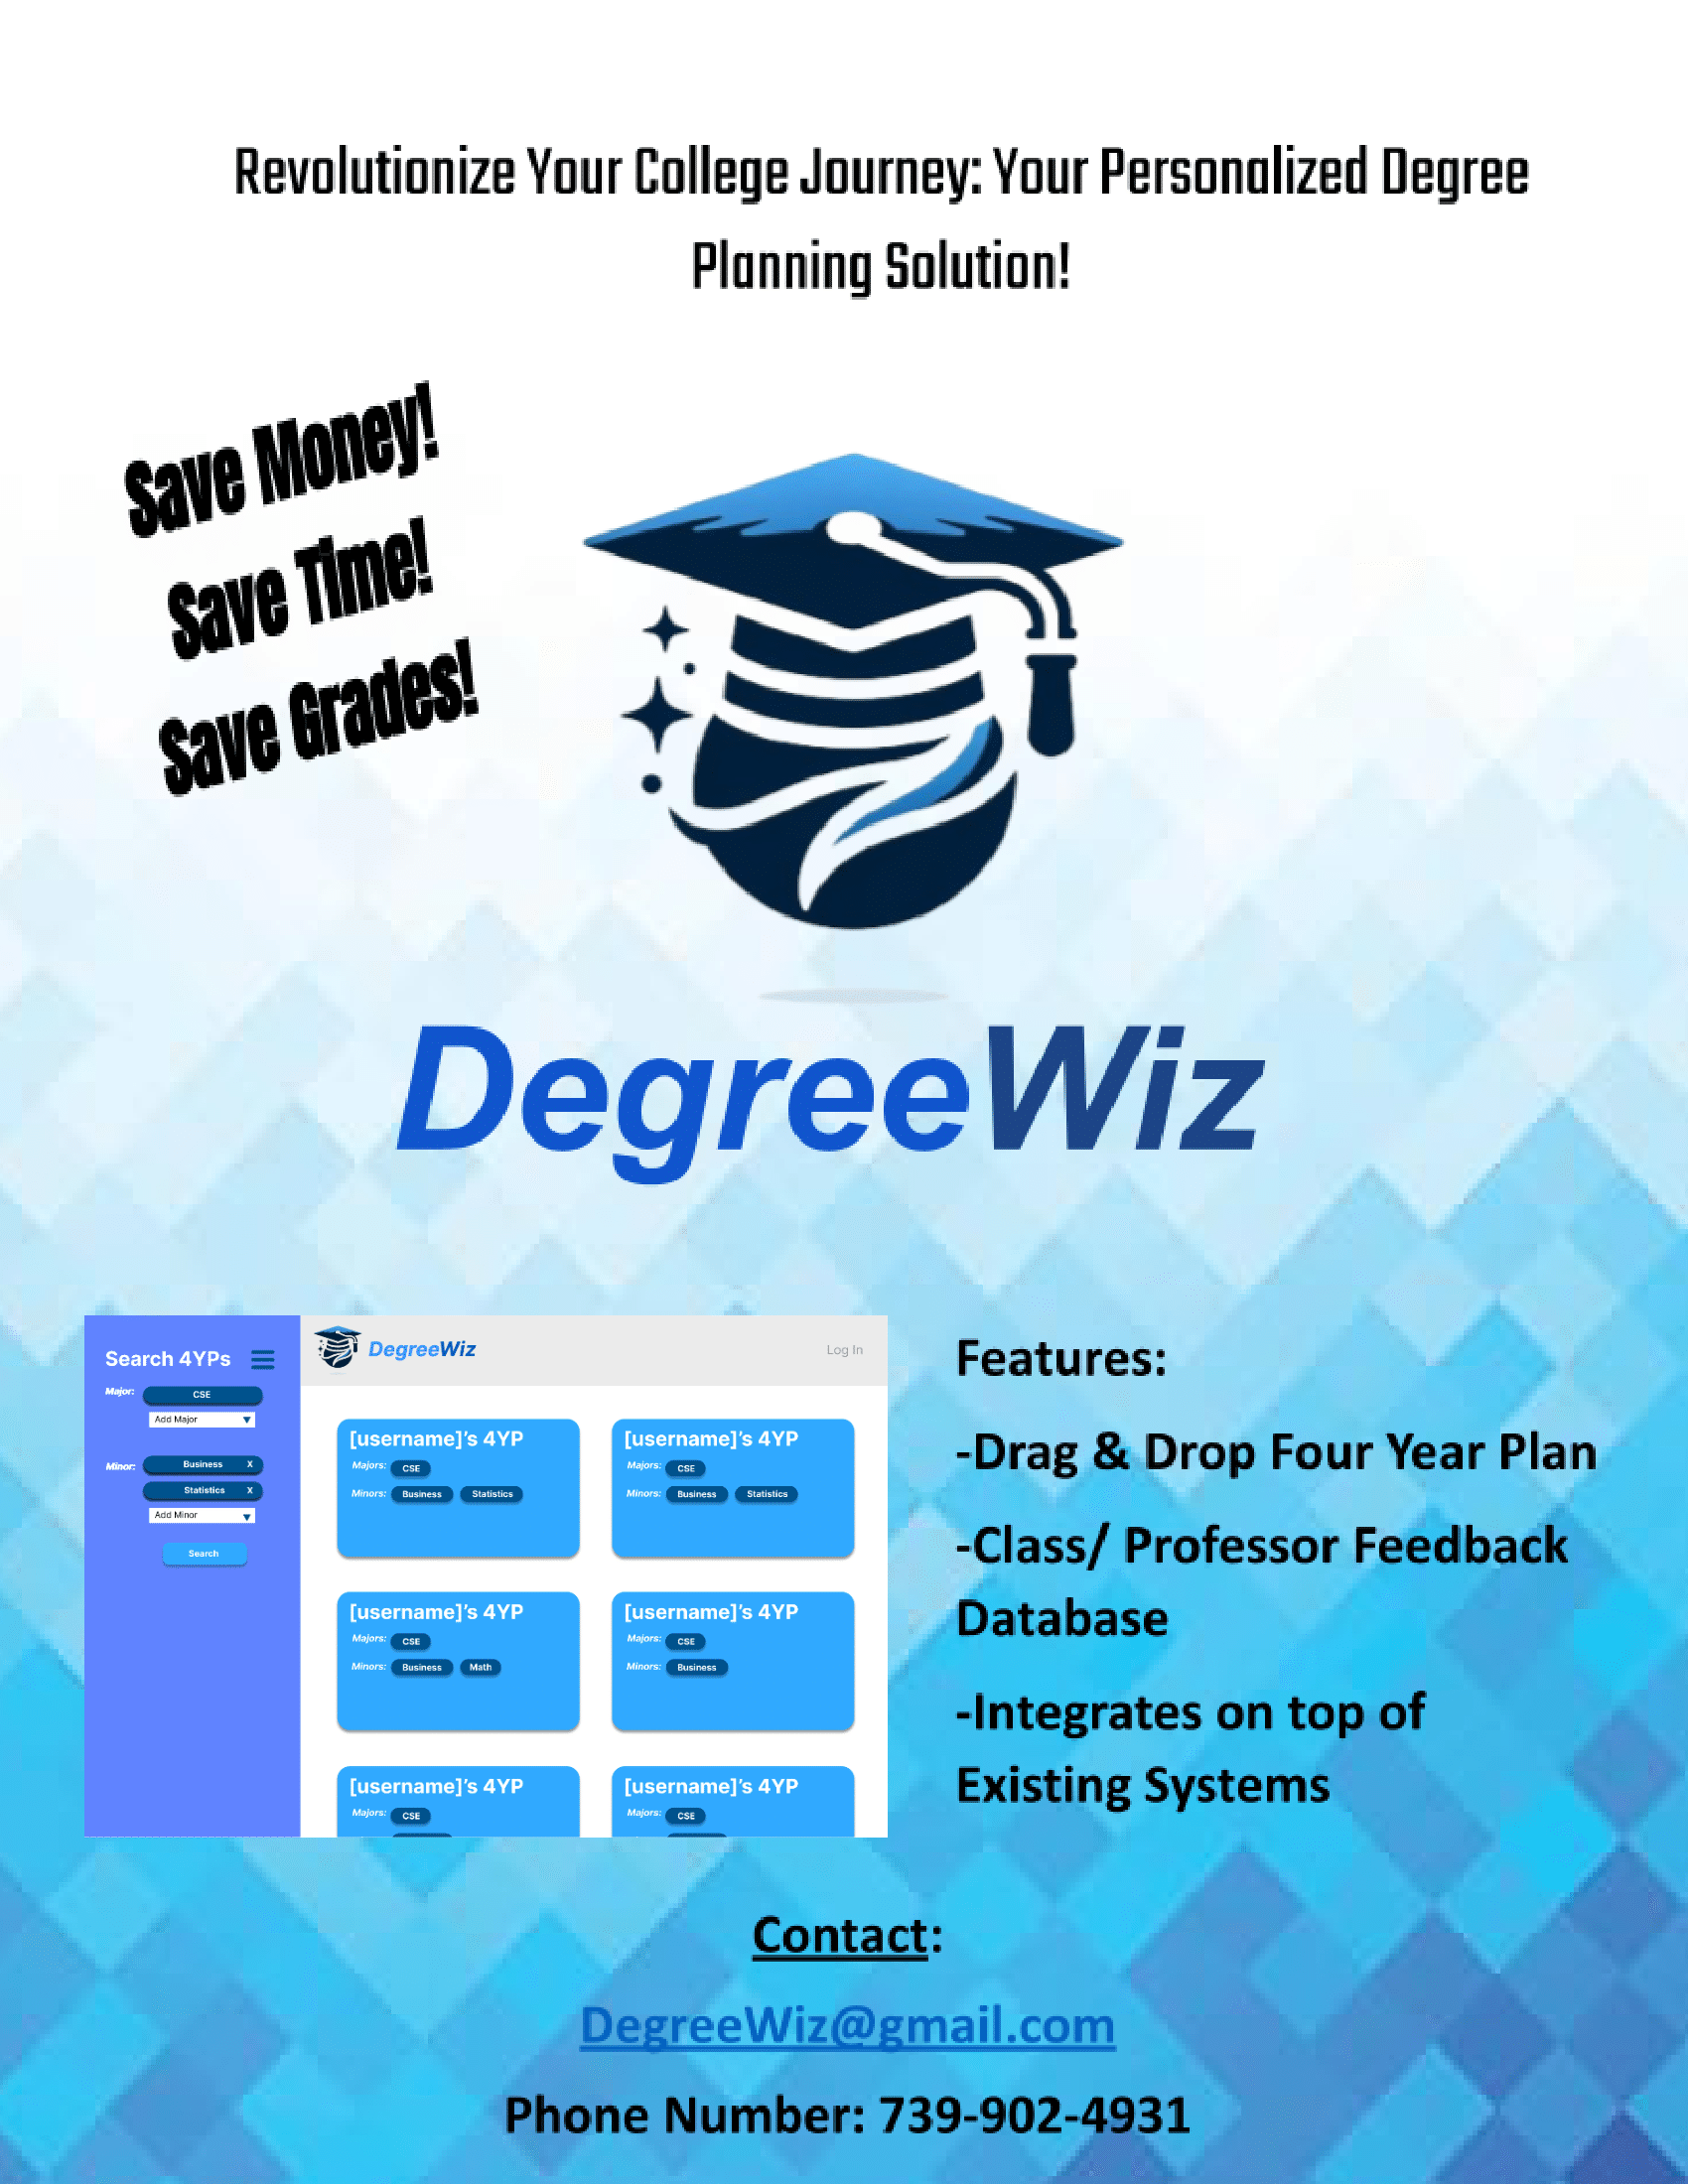 Revolutionize Your College Journey: Your Personalized Degree
Planning Solution!
Save Money!
Save Time!
Save Grades!
DegreeWiz
Search 4YPs
Major:
CSE
Add Major
Minor:
Business X
Statistics X
Add Minor
Search
DegreeWiz
Log In
[username]'s 4YP
Majors: CSE
Minors: Business Statistics
[username]'s 4YP
Majors: CSE
Minors: Business Statistics
[username]'s 4YP
Majors: CSE
Minors: Business Math
[username]'s 4YP
Majors: CSE
Minors: Business
[username]'s 4YP
Majors: CSE
[username]'s 4YP
Majors: CSE
Features:
-Drag & Drop Four Year Plan
-Class/ Professor Feedback
Database
-Integrates on top of
Existing Systems
Contact:
DegreeWiz@gmail.com
Phone Number: 739-902-4931